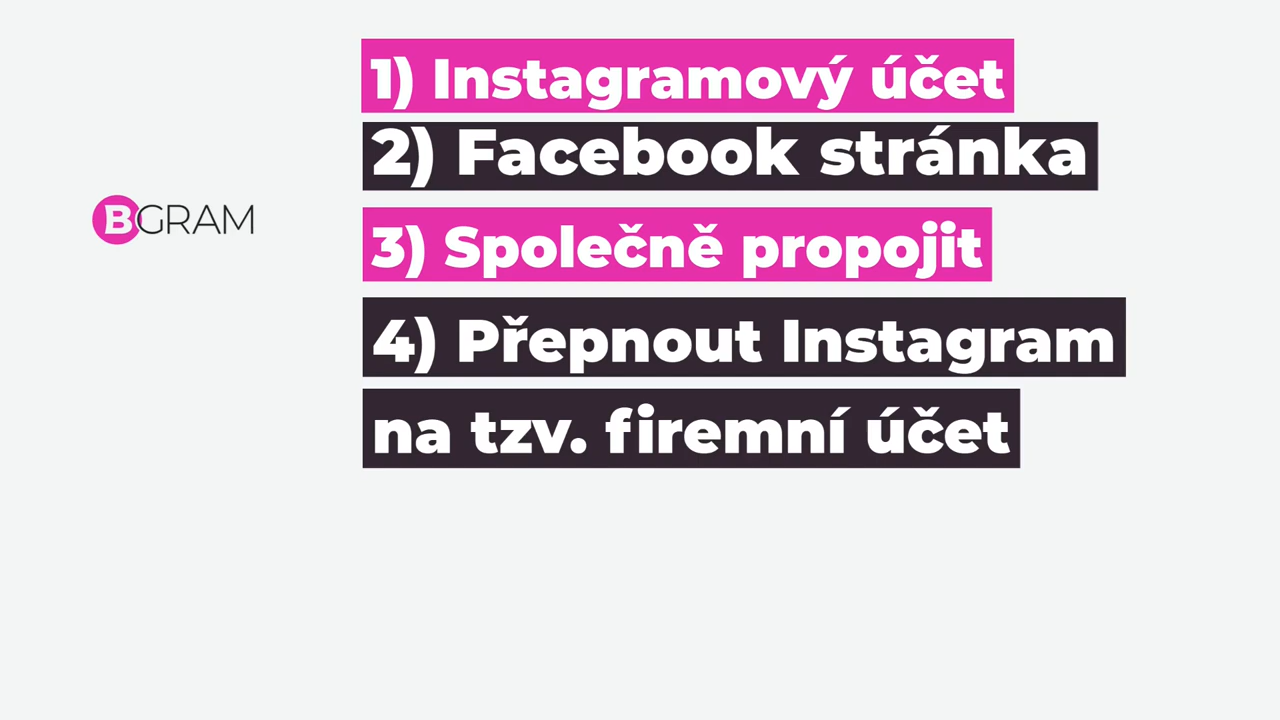 1) Instagramový účet
2) Facebook stránka
BGRAM
3) Společně propojit
4) Přepnout Instagram
na tzv. firemní účet